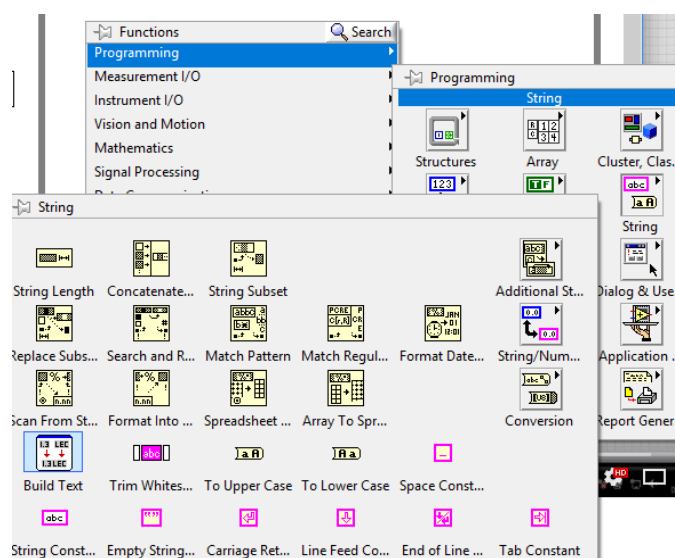 Functions
Search
Programming
Measurement I/O
Instrument I/O
Vision and Motion
Mathematics
Signal Processing
Programming
String
Structures
Array
Cluster, Clas...
String
String
String Length
Concatenate...
String Subset
Additional St...
Dialog & Use
Replace Subs...
Search and R...
Match Pattern
Match Regul...
Format Date...
String/Num...
Application .
Scan From St...
Format Into ...
Spreadsheet ...
Array To Spr...
Conversion
Report Gener
Build Text
Trim Whites...
To Upper Case
To Lower Case
Space Const...
String Const...
Empty String...
Carriage Ret...
Line Feed Co...
End of Line ...
Tab Constant
HD